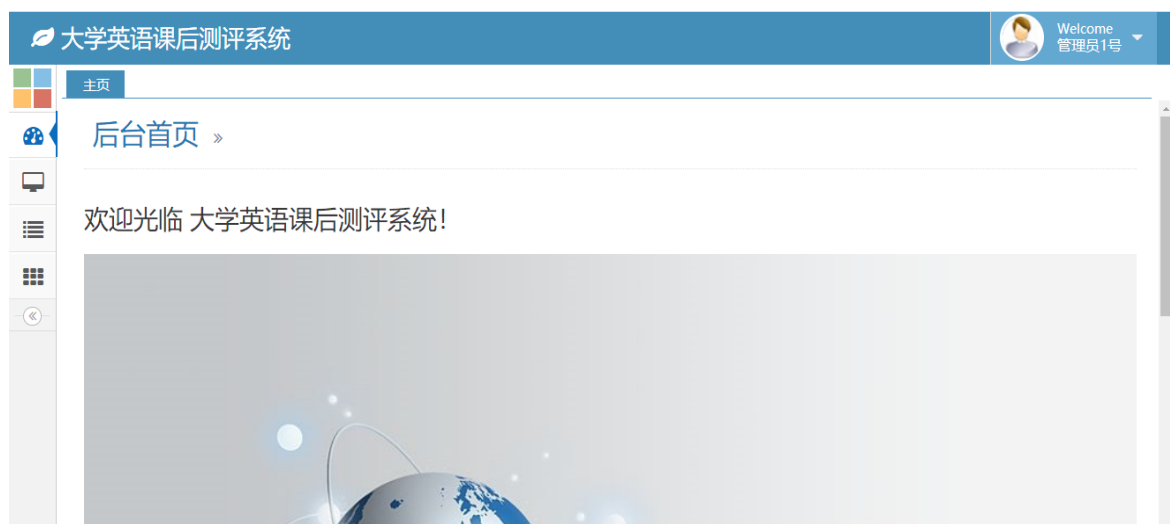 大学英语课后测评系统
Welcome
管理员1号
主页
后台首页 »
欢迎光临 大学英语课后测评系统!